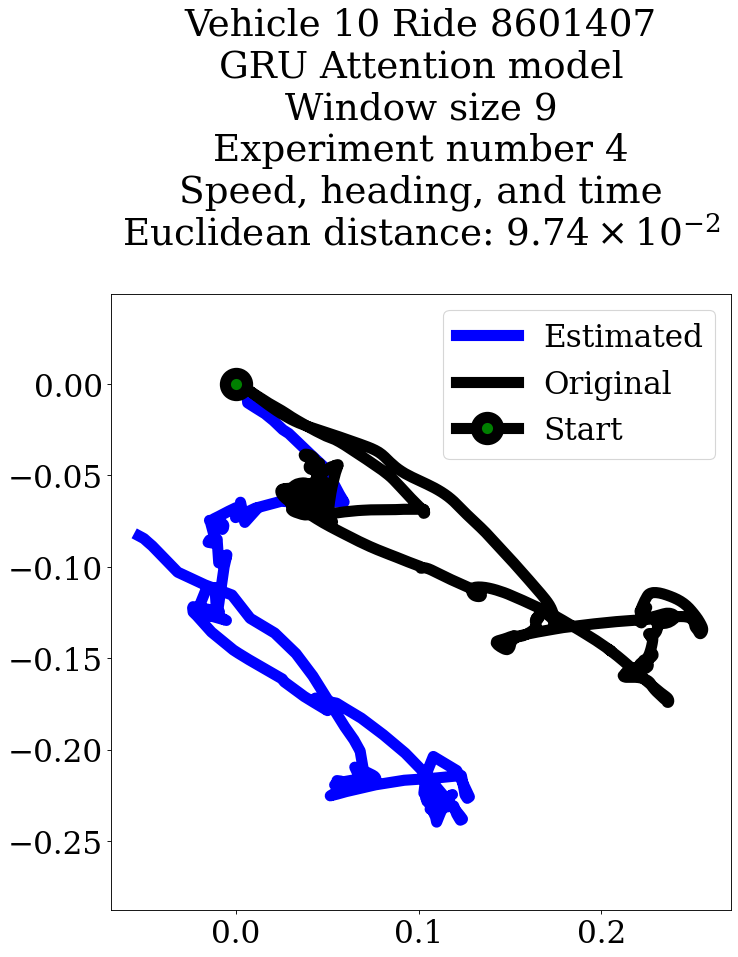 Vehicle 10 Ride 8601407
GRU Attention model
Window size 9
Experiment number 4
Speed, heading, and time
Euclidean distance: 9.74 × 10⁻²
Estimated
Original
Start
0.00
−0.05
−0.10
−0.15
−0.20
−0.25
0.0 0.1 0.2